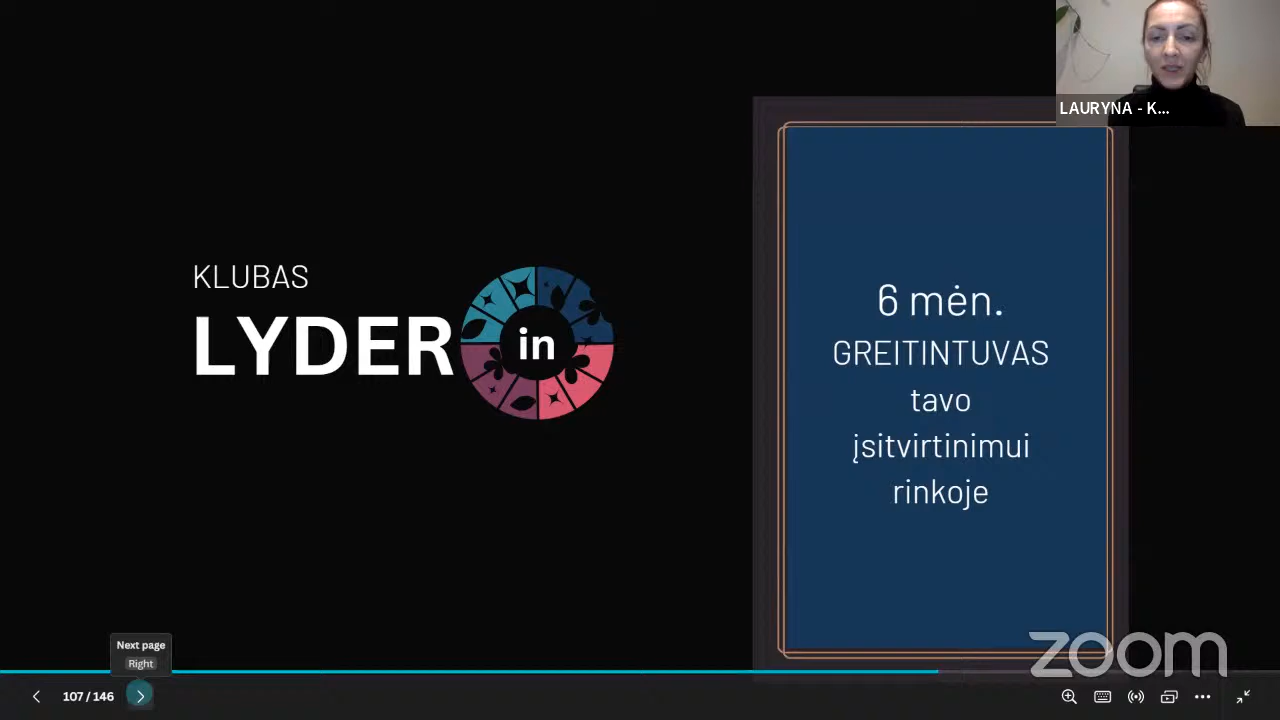 LAURYNA - K...
KLUBAS
LYDER in
6 mėn.
GREITINTUVAS
tavo
įsitvirtinimui
rinkoje
zoom
Next page
Right
107 / 146